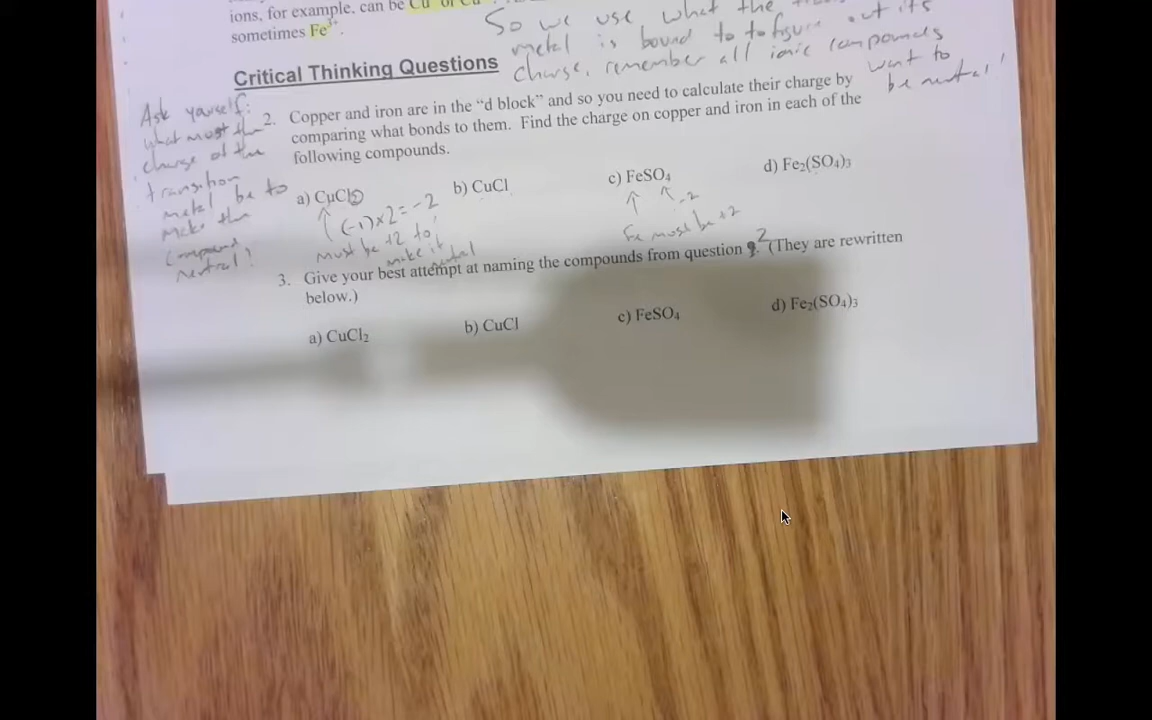 ions, for example, can be Cu⁺ or Cu
sometimes Fe³⁺.
So we use what the
metal is bound to to figure out its
charge, remember all ionic compounds
want to
be neutral!
Critical Thinking Questions
Ask yourself:
what must the
charge of the
transition
metal be to
make the
compound
neutral!
2. Copper and iron are in the “d block” and so you need to calculate their charge by
comparing what bonds to them. Find the charge on copper and iron in each of the
following compounds.
a) CuCl₂ b) CuCl c) FeSO₄ d) Fe₂(SO₄)₃
(-1)×2=-2
must be +2 to
make it
neutral
-2
Fe must be +2
3. Give your best attempt at naming the compounds from question 2. (They are rewritten
below.)
a) CuCl₂ b) CuCl c) FeSO₄ d) Fe₂(SO₄)₃